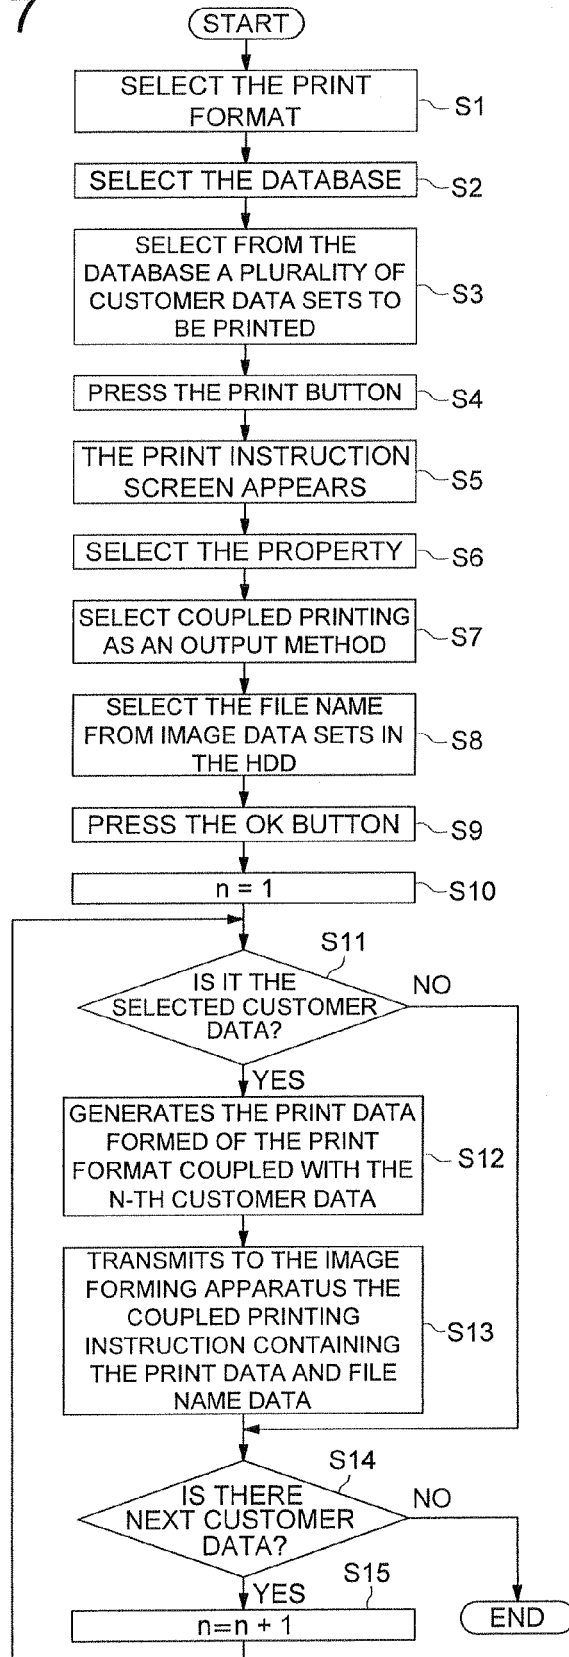 7
START
SELECT THE PRINT
FORMAT
S1
SELECT THE DATABASE
S2
SELECT FROM THE
DATABASE A PLURALITY OF
CUSTOMER DATA SETS TO
BE PRINTED
S3
PRESS THE PRINT BUTTON
S4
THE PRINT INSTRUCTION
SCREEN APPEARS
S5
SELECT THE PROPERTY
S6
SELECT COUPLED PRINTING
AS AN OUTPUT METHOD
S7
SELECT THE FILE NAME
FROM IMAGE DATA SETS IN
THE HDD
S8
PRESS THE OK BUTTON
S9
n = 1
S10
S11
IS IT THE
SELECTED CUSTOMER
DATA?
NO
YES
GENERATES THE PRINT DATA
FORMED OF THE PRINT
FORMAT COUPLED WITH THE
N-TH CUSTOMER DATA
S12
TRANSMITS TO THE IMAGE
FORMING APPARATUS THE
COUPLED PRINTING
INSTRUCTION CONTAINING
THE PRINT DATA AND FILE
NAME DATA
S13
S14
IS THERE
NEXT CUSTOMER
DATA?
NO
YES
S15
n=n + 1
END